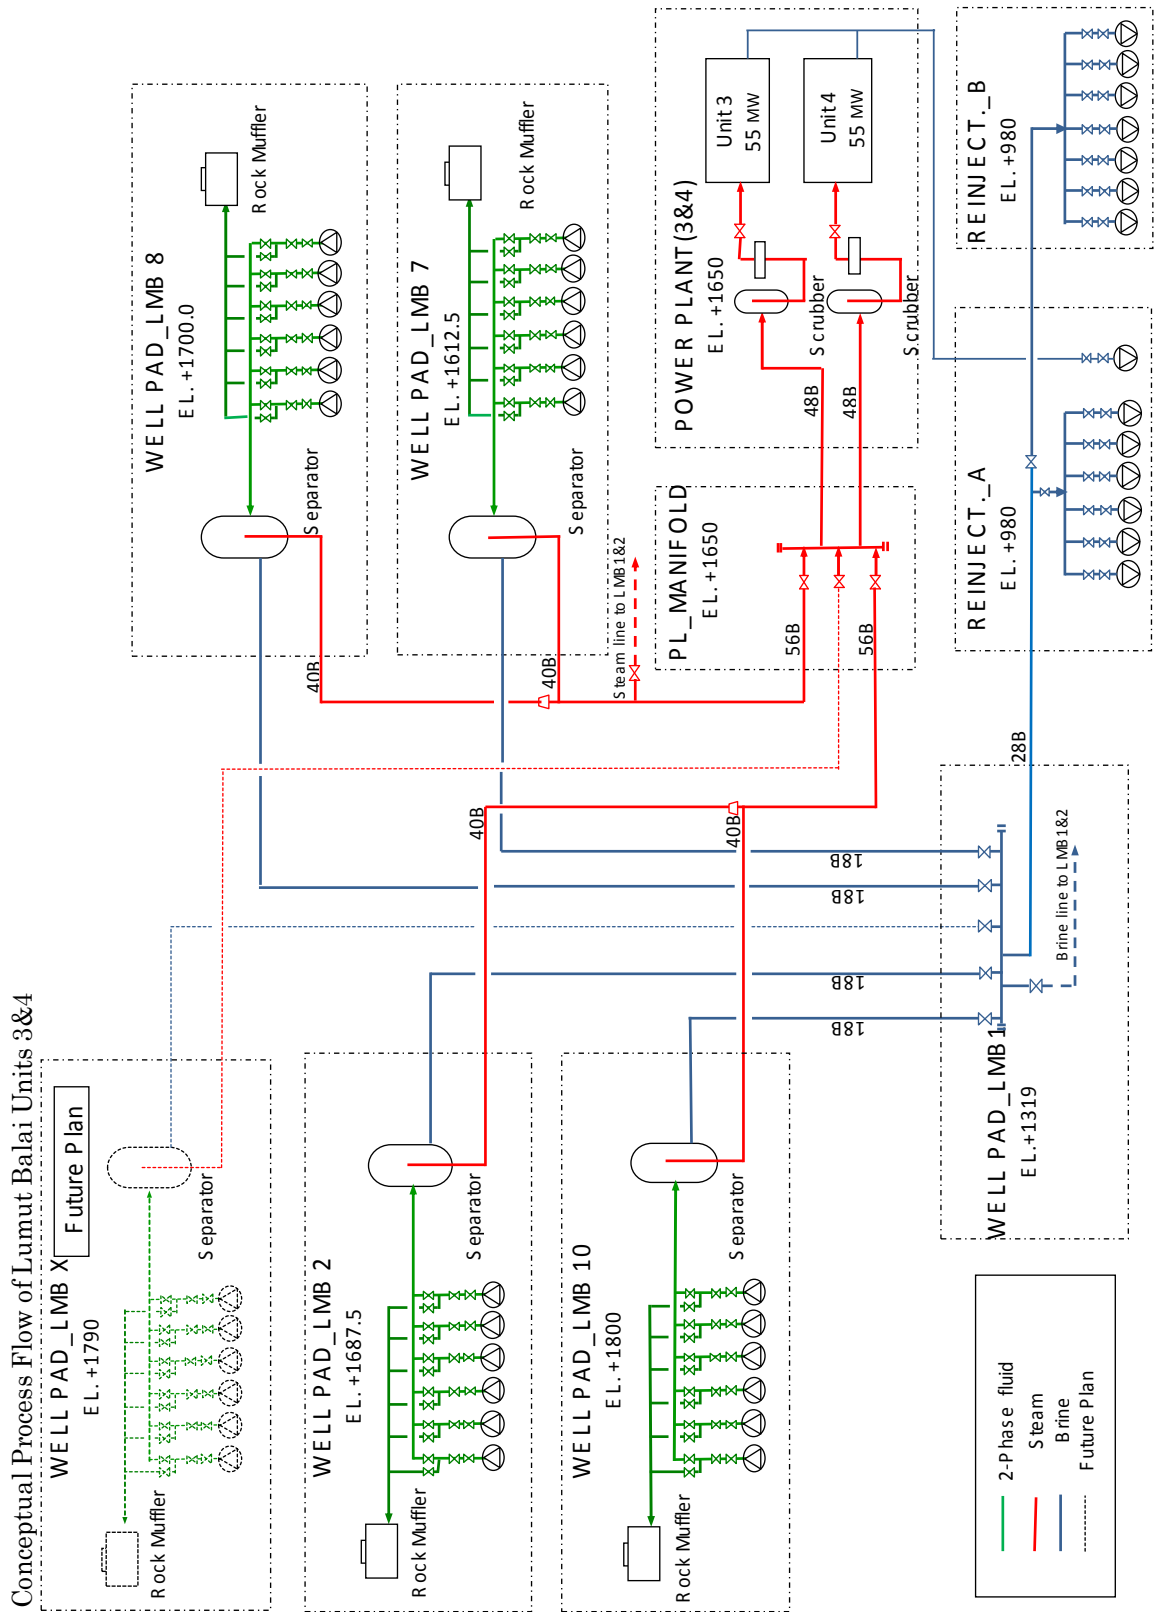 Conceptual Process Flow of Lumut Balai Units 3&4
WELL PAD_LMB X
EL. +1790
Future Plan
Rock Muffler
Separator
WELL PAD_LMB 8
EL. +1700.0
Rock Muffler
Separator
40B
WELL PAD_LMB 2
EL. +1687.5
Rock Muffler
Separator
40B
WELL PAD_LMB 7
EL. +1612.5
Rock Muffler
Separator
40B
Steam line to LMB1&2
WELL PAD_LMB 10
EL. +1800
Rock Muffler
Separator
40B
PL_MANIFOLD
EL. +1650
56B
56B
POWER PLANT(3&4)
EL. +1650
48B
48B
Scrubber
Scrubber
Unit 3
55 MW
Unit 4
55 MW
18B
18B
18B
18B
WELL PAD_LMB 1
EL.+1319
Brine line to LMB1&2
28B
REINJECT._A
EL.+980
REINJECT._B
EL.+980
2-Phase fluid
Steam
Brine
Future Plan